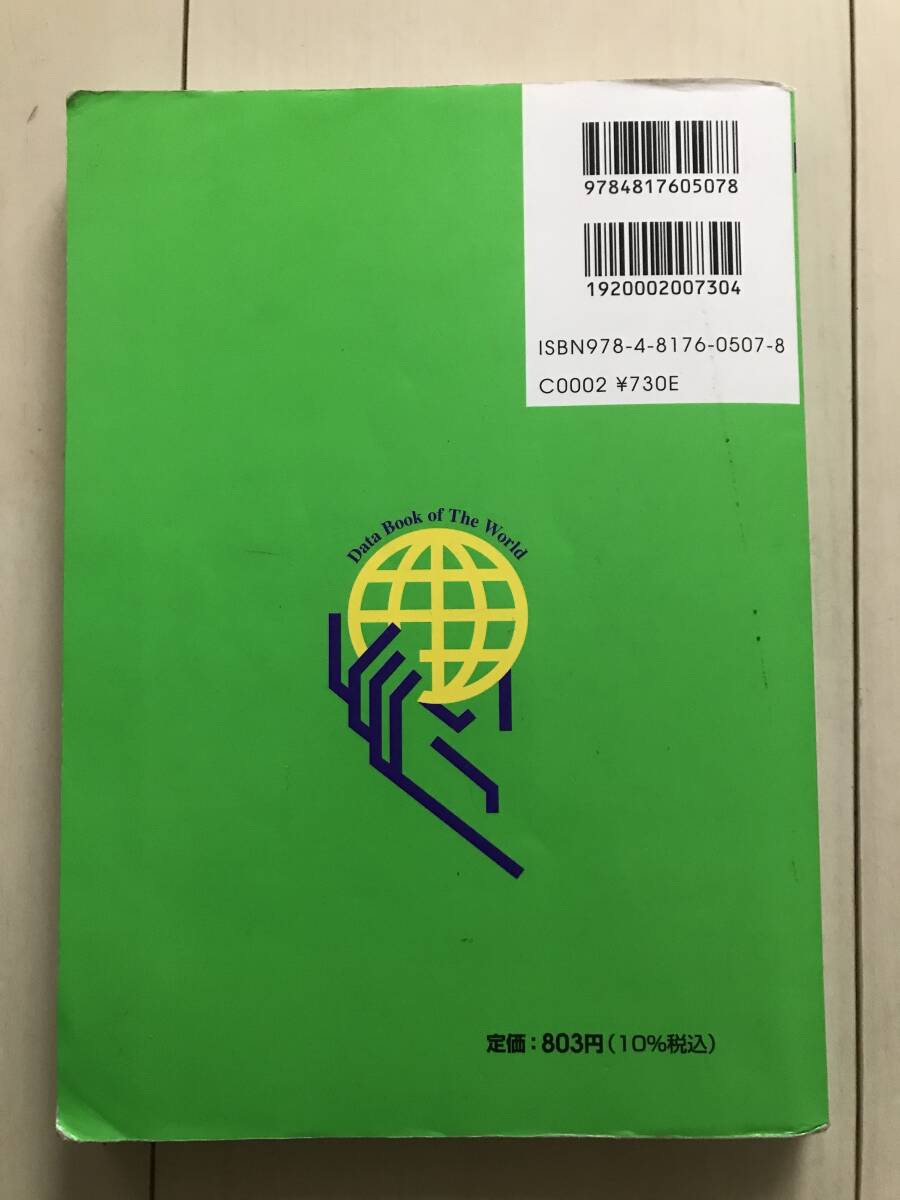 9784817605078
1920002007304
ISBN978-4-8176-0507-8
C0002 ¥730E
Data Book of The World
定価：803円（10%税込）